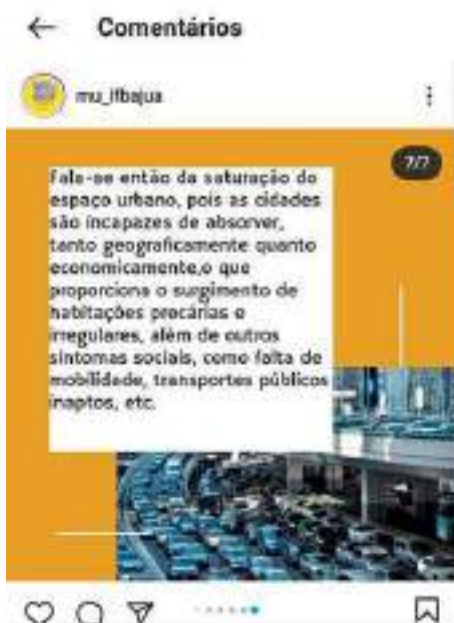 Comentários
mu_ifbajua
7/7
Fala-se então da saturação do
espaço urbano, pois as cidades
são incapazes de absorver,
tanto geograficamente quanto
economicamente,o que
proporciona o surgimento de
habitações precárias e
irregulares, além de outros
sintomas sociais, como falta de
mobilidade, transportes públicos
inaptos, etc.